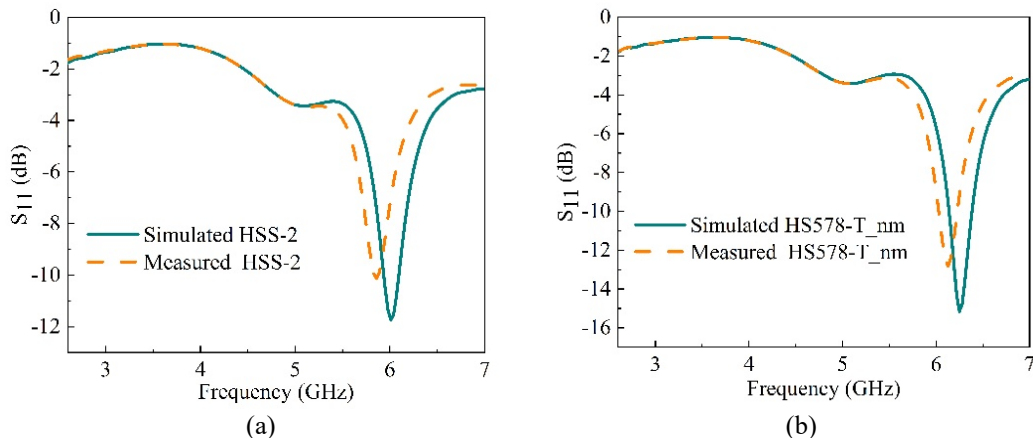 (a)
0
-2
-4
-6
-8
-10
-12
S11 (dB)
Simulated HSS-2
Measured HSS-2
3
4
5
6
7
Frequency (GHz)
(a)
(b)
0
-2
-4
-6
-8
-10
-12
-14
-16
S11 (dB)
Simulated HS578-T_nm
Measured HS578-T_nm
3
4
5
6
7
Frequency (GHz)
(b)